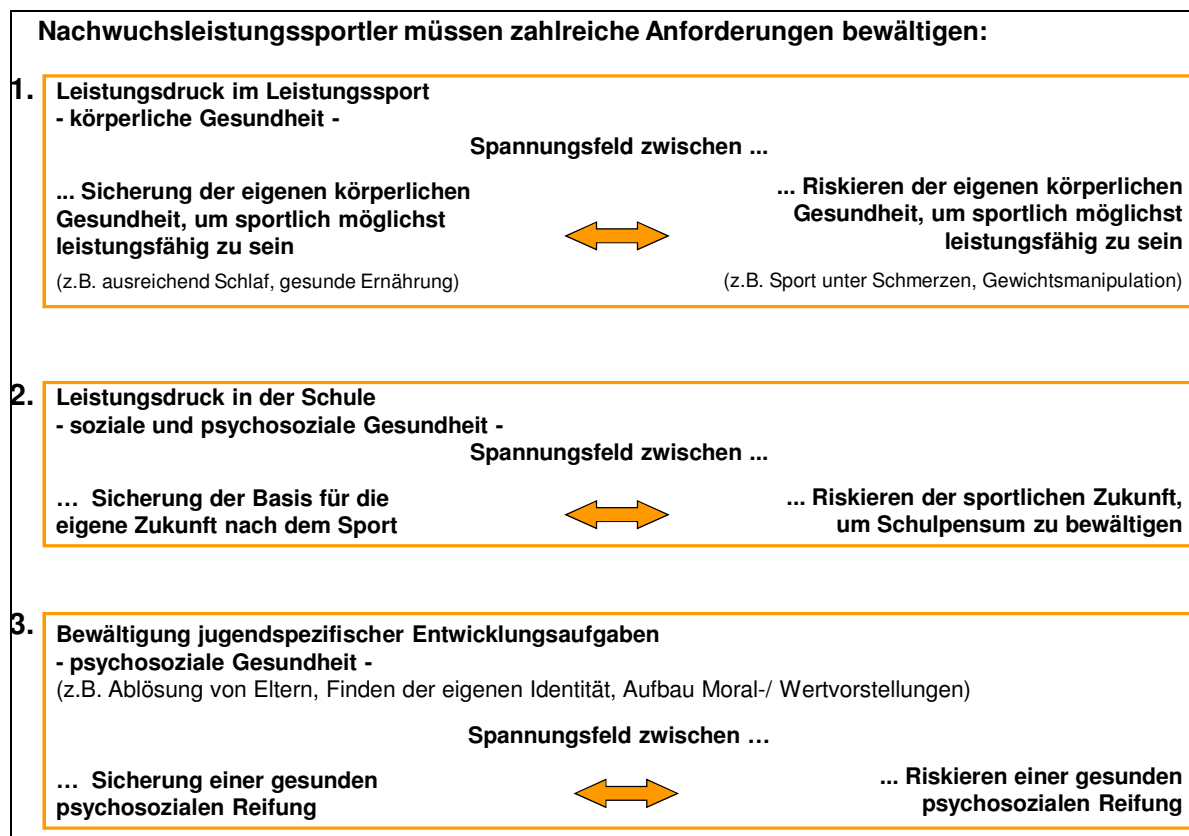 Nachwuchsleistungssportler müssen zahlreiche Anforderungen bewältigen:
1.
Leistungsdruck im Leistungssport
- körperliche Gesundheit -
Spannungsfeld zwischen ...
... Sicherung der eigenen körperlichen
Gesundheit, um sportlich möglichst
leistungsfähig zu sein
(z.B. ausreichend Schlaf, gesunde Ernährung)
... Riskieren der eigenen körperlichen
Gesundheit, um sportlich möglichst
leistungsfähig zu sein
(z.B. Sport unter Schmerzen, Gewichtsmanipulation)
2.
Leistungsdruck in der Schule
- soziale und psychosoziale Gesundheit -
Spannungsfeld zwischen ...
… Sicherung der Basis für die
eigene Zukunft nach dem Sport
... Riskieren der sportlichen Zukunft,
um Schulpensum zu bewältigen
3.
Bewältigung jugendspezifischer Entwicklungsaufgaben
- psychosoziale Gesundheit -
(z.B. Ablösung von Eltern, Finden der eigenen Identität, Aufbau Moral-/ Wertvorstellungen)
Spannungsfeld zwischen …
… Sicherung einer gesunden
psychosozialen Reifung
... Riskieren einer gesunden
psychosozialen Reifung